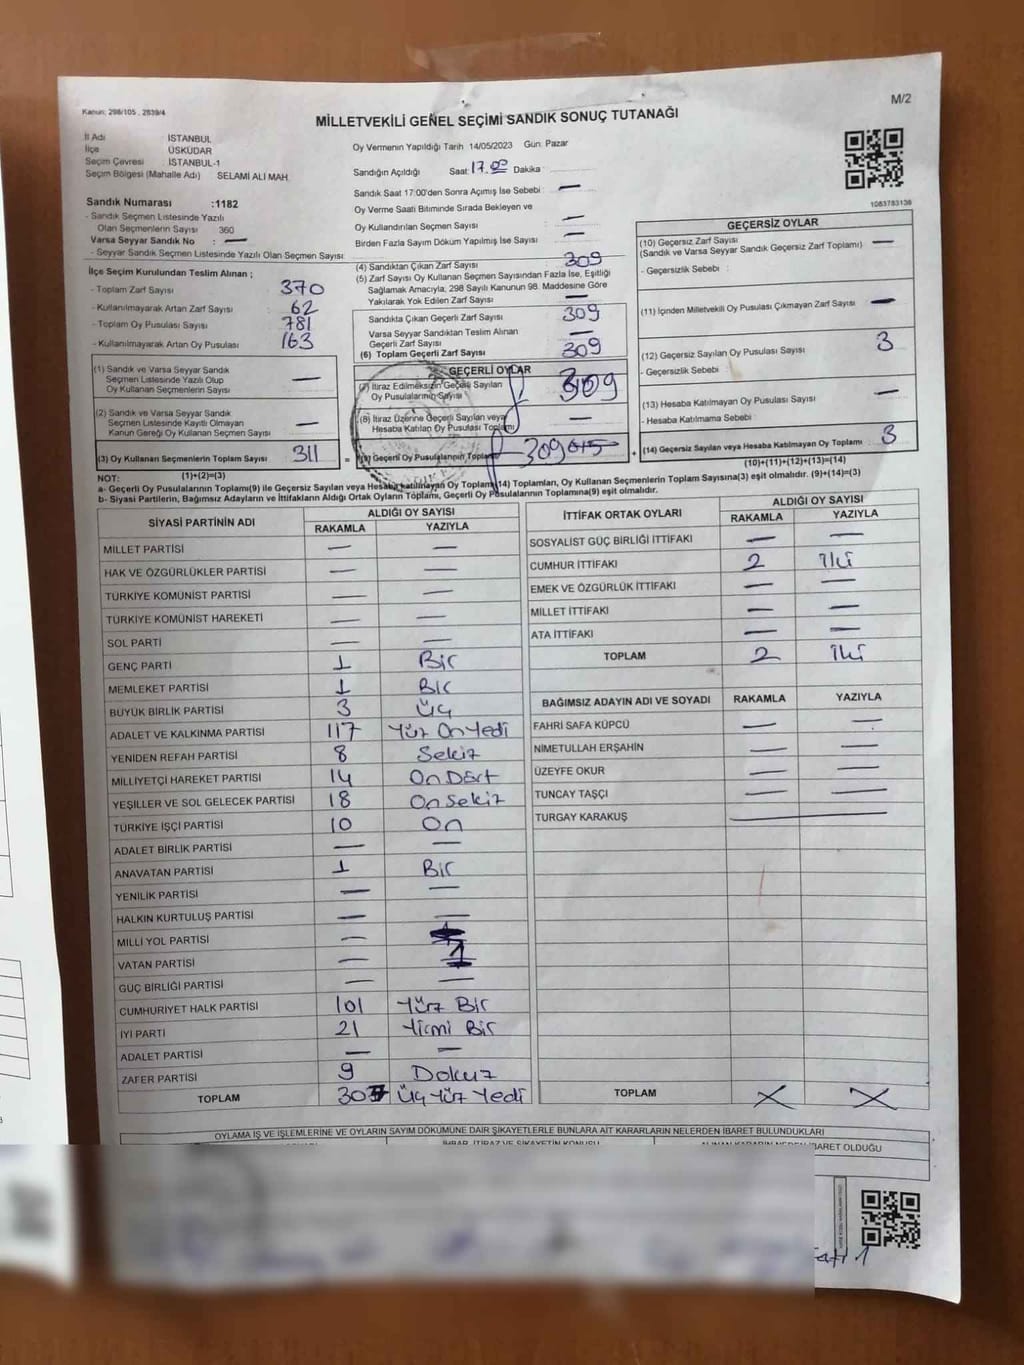 Kanun: 298/105 , 2839/4
M/2
MİLLETVEKİLİ GENEL SEÇİMİ SANDIK SONUÇ TUTANAĞI
İl Adı İSTANBUL
İlçe ÜSKÜDAR
Seçim Çevresi : İSTANBUL-1
Seçim Bölgesi (Mahalle Adı) SELAMİ ALİ MAH.
Sandık Numarası :1182
- Sandık Seçmen Listesinde Yazılı
Olan Seçmenlerin Sayısı 360
Varsa Seyyar Sandık No : —
- Seyyar Sandık Seçmen Listesinde Yazılı Olan Seçmen Sayısı :
Oy Vermenin Yapıldığı Tarih 14/05/2023 Gün: Pazar
Sandığın Açıldığı Saat: 17.00 Dakika
Sandık Saat 17:00'den Sonra Açımış İse Sebebi : —
Oy Verme Saati Bitiminde Sırada Bekleyen ve
Oy Kullandırılan Seçmen Sayısı —
Birden Fazla Sayım Döküm Yapılmış İse Sayısı : —
1083783136
İlçe Seçim Kurulundan Teslim Alınan ;
- Toplam Zarf Sayısı : 370
- Kullanılmayarak Artan Zarf Sayısı : 62
- Toplam Oy Pusulası Sayısı : 781
- Kullanılmayarak Artan Oy Pusulası : 163
(1) Sandık ve Varsa Seyyar Sandık
Seçmen Listesinde Yazılı Olup
Oy Kullanan Seçmenlerin Sayısı —
(2) Sandık ve Varsa Seyyar Sandık
Seçmen Listesinde Kayıtlı Olmayan
Kanun Gereği Oy Kullanan Seçmen Sayısı —
(3) Oy Kullanan Seçmenlerin Toplam Sayısı 311
(1)+(2)=(3)
(4) Sandıktan Çıkan Zarf Sayısı : 309
(5) Zarf Sayısı Oy Kullanan Seçmen Sayısından Fazla İse, Eşitliği
Sağlamak Amacıyla, 298 Sayılı Kanunun 98. Maddesine Göre
Yakılarak Yok Edilen Zarf Sayısı —
Sandıkta Çıkan Geçerli Zarf Sayısı 309
Varsa Seyyar Sandıktan Teslim Alınan
Geçerli Zarf Sayısı —
(6) Toplam Geçerli Zarf Sayısı 309
GEÇERLİ OYLAR
(7) İtiraz Edilmeksizin Geçerli Sayılan
Oy Pusulalarının Sayısı 309
(8) İtiraz Üzerine Geçerli Sayılan veya
Hesaba Katılan Oy Pusulası Toplamı —
= (9) Geçerli Oy Pusulalarının Toplamı 309
GEÇERSİZ OYLAR
(10) Geçersiz Zarf Sayısı —
(Sandık ve Varsa Seyyar Sandık Geçersiz Zarf Toplamı)
- Geçersizlik Sebebi :
(11) İçinden Milletvekili Oy Pusulası Çıkmayan Zarf Sayısı —
(12) Geçersiz Sayılan Oy Pusulası Sayısı 3
- Geçersizlik Sebebi :
(13) Hesaba Katılmayan Oy Pusulası Sayısı —
- Hesaba Katılmama Sebebi :
+ (14) Geçersiz Sayılan veya Hesaba Katılmayan Oy Toplamı 3
(10)+(11)+(12)+(13)=(14)
NOT:
a- Geçerli Oy Pusulalarının Toplamı(9) ile Geçersiz Sayılan veya Hesaba katılmayan Oy Toplam(14) Toplamları, Oy Kullanan Seçmenlerin Toplam Sayısına(3) eşit olmalıdır. (9)+(14)=(3)
b- Siyasi Partilerin, Bağımsız Adayların ve İttifakların Aldığı Ortak Oyların Toplamı, Geçerli Oy Pusulalarının Toplamına(9) eşit olmalıdır.
SİYASİ PARTİNİN ADI ALDIĞI OY SAYISI
RAKAMLA YAZIYLA
MİLLET PARTİSİ — —
HAK VE ÖZGÜRLÜKLER PARTİSİ — —
TÜRKİYE KOMÜNİST PARTİSİ — —
TÜRKİYE KOMÜNİST HAREKETİ — —
SOL PARTİ — —
GENÇ PARTİ 1 Bir
MEMLEKET PARTİSİ 1 Bir
BÜYÜK BİRLİK PARTİSİ 3 Üç
ADALET VE KALKINMA PARTİSİ 117 Yüz On Yedi
YENİDEN REFAH PARTİSİ 8 Sekiz
MİLLİYETÇİ HAREKET PARTİSİ 14 On Dört
YEŞİLLER VE SOL GELECEK PARTİSİ 18 On Sekiz
TÜRKİYE İŞÇİ PARTİSİ 10 On
ADALET BİRLİK PARTİSİ — —
ANAVATAN PARTİSİ 1 Bir
YENİLİK PARTİSİ — —
HALKIN KURTULUŞ PARTİSİ — —
MİLLİ YOL PARTİSİ —
VATAN PARTİSİ —
GÜÇ BİRLİĞİ PARTİSİ — —
CUMHURİYET HALK PARTİSİ 101 Yüz Bir
İYİ PARTİ 21 Yirmi Bir
ADALET PARTİSİ — —
ZAFER PARTİSİ 9 Dokuz
TOPLAM 307 Üç Yüz Yedi
İTTİFAK ORTAK OYLARI ALDIĞI OY SAYISI
RAKAMLA YAZIYLA
SOSYALİST GÜÇ BİRLİĞİ İTTİFAKI — —
CUMHUR İTTİFAKI 2 İki
EMEK VE ÖZGÜRLÜK İTTİFAKI — —
MİLLET İTTİFAKI — —
ATA İTTİFAKI — —
TOPLAM 2 İki
BAĞIMSIZ ADAYIN ADI VE SOYADI RAKAMLA YAZIYLA
FAHRİ SAFA KÜPCÜ — —
NİMETULLAH ERŞAHİN — —
ÜZEYFE OKUR — —
TUNCAY TAŞÇI — —
TURGAY KARAKUŞ —
TOPLAM X X
OYLAMA İŞ VE İŞLEMLERİNE VE OYLARIN SAYIM DÖKÜMÜNE DAİR ŞİKAYETLERLE BUNLARA AİT KARARLARIN NELERDEN İBARET BULUNDUKLARI
İHBAR, İTİRAZ VE ŞİKAYETİN KONUSU
ALINAN KARARIN NEDEN İBARET OLDUĞU